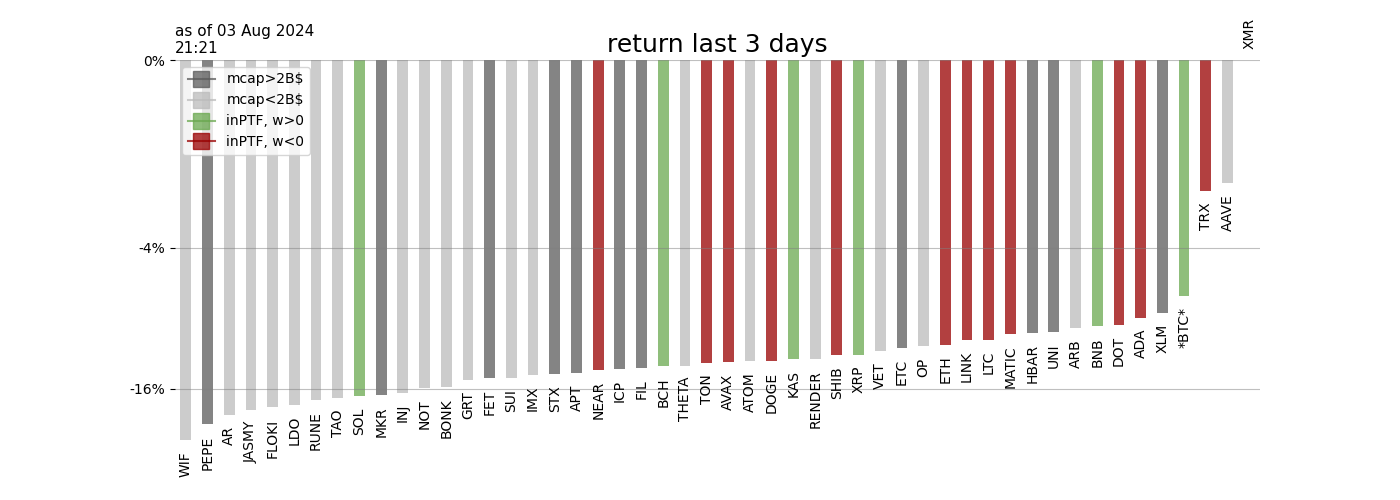 as of 03 Aug 2024
21:21
return last 3 days
XMR
0%
mcap>2B$
mcap<2B$
inPTF, w>0
inPTF, w<0
-4%
-16%
WIF
PEPE
AR
JASMY
FLOKI
LDO
RUNE
TAO
SOL
MKR
INJ
NOT
BONK
GRT
FET
SUI
IMX
STX
APT
NEAR
ICP
FIL
BCH
THETA
TON
AVAX
ATOM
DOGE
KAS
RENDER
SHIB
XRP
VET
ETC
OP
ETH
LINK
LTC
MATIC
HBAR
UNI
ARB
BNB
DOT
ADA
XLM
*BTC*
TRX
AAVE